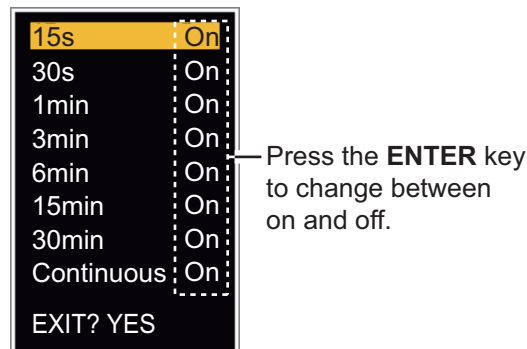 15s On
30s On
1min On
3min On
6min On
15min On
30min On
Continuous On
EXIT? YES
Press the ENTER key
to change between
on and off.